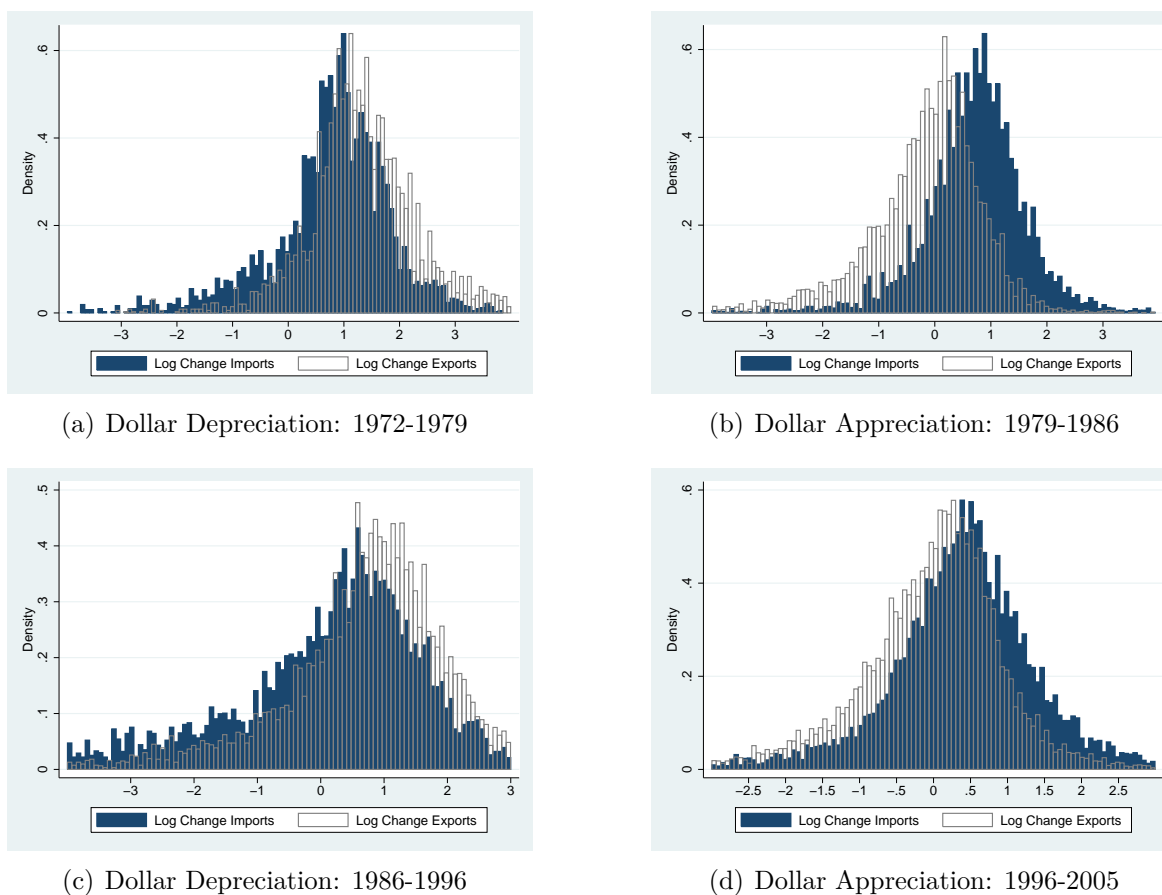 .6
.4
.2
0
Density
−3 −2 −1 0 1 2 3
Log Change Imports Log Change Exports
(a) Dollar Depreciation: 1972-1979
.6
.4
.2
0
Density
−3 −2 −1 0 1 2 3
Log Change Imports Log Change Exports
(b) Dollar Appreciation: 1979-1986
.5
.4
.3
.2
.1
0
Density
−4 −3 −2 −1 0 1 2 3
Log Change Imports Log Change Exports
(c) Dollar Depreciation: 1986-1996
.6
.4
.2
0
Density
−2.5 −2 −1.5 −1 −.5 0 .5 1 1.5 2 2.5
Log Change Imports Log Change Exports
(d) Dollar Appreciation: 1996-2005